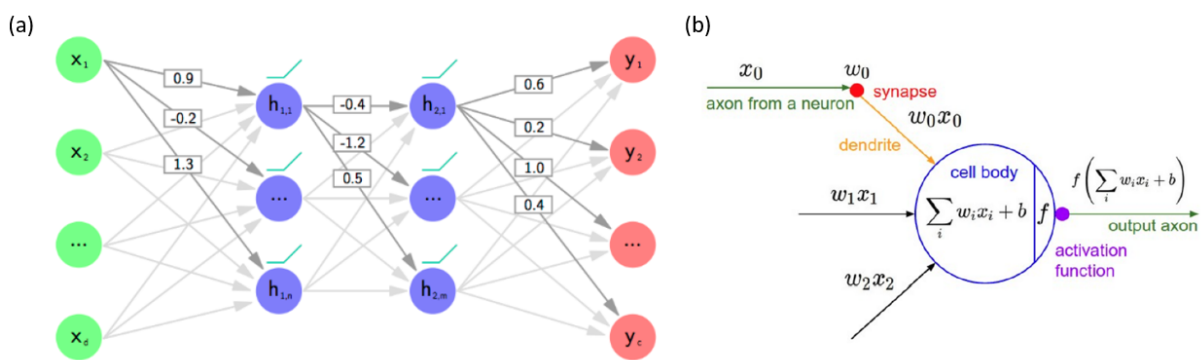 (a)
x₁
x₂
...
x_d
0.9
-0.2
1.3
h₁,₁
...
h₁,ₙ
-0.4
-1.2
0.5
h₂,₁
...
h₂,ₘ
0.6
0.2
1.0
0.4
y₁
y₂
...
y_c
(b)
x₀
w₀
axon from a neuron
synapse
w₀x₀
dendrite
cell body
w₁x₁
∑ᵢ wᵢxᵢ + b
f
f(∑ᵢ wᵢxᵢ + b)
output axon
activation
function
w₂x₂